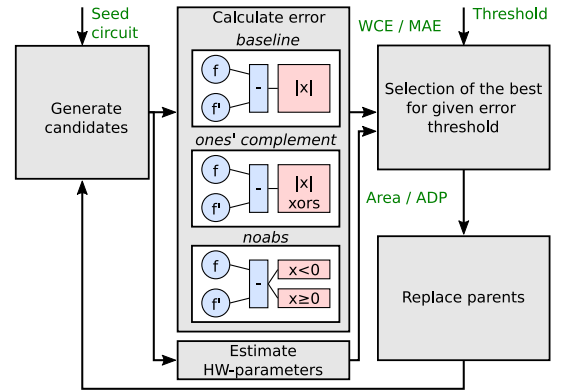 Seed
circuit
Generate
candidates
Calculate error
baseline
f
f'
-
|x|
ones' complement
f
f'
-
|x|
xors
noabs
f
f'
-
x<0
x≥0
Estimate
HW-parameters
WCE / MAE
Threshold
Selection of the best
for given error
threshold
Area / ADP
Replace parents